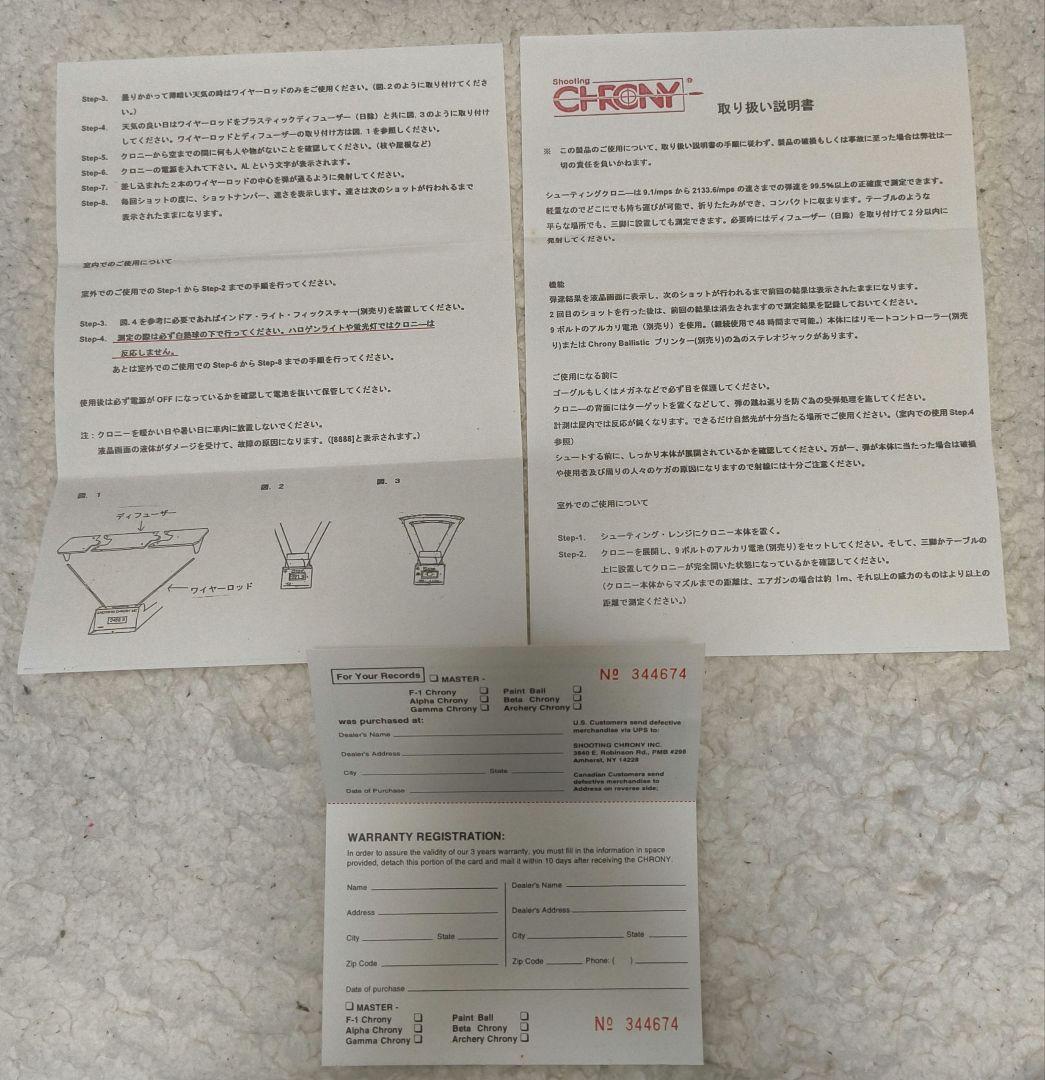 Step-3. 曇りかかって薄暗い天気の時はワイヤーロッドのみをご使用ください。（図.２のように取り付けてくださ
い。）
Step-4. 天気の良い日はワイヤーロッドをプラスティックディフューザー（日除）と共に図.３のように取り付け
してください。ワイヤーロッドとディフューザーの取り付け方は図.１を参照しください。
Step-5. クロニーから空までの間に何も人や物がないことを確認してください。（枝や屋根など）
Step-6. クロニーの電源を入れて下さい。AL という文字が表示されます。
Step-7. 差し込まれた２本のワイヤーロッドの中心を弾が通るように発射してください。
Step-8. 毎回ショットの度に、ショットナンバー、速さを表示します。速さは次のショットが行われるまで
表示されたままになります。
室内でのご使用について
室外でのご使用での Step-1 から Step-2 までの手順を行ってください。
Step-3. 図.４を参考に必要であればインドア・ライト・フィックスチャー(別売り)を装着してください。
Step-4. 測定の際は必ず白熱球の下で行ってください。ハロゲンライトや蛍光灯ではクロニーは
反応しません。
あとは室外でのご使用での Step-6 から Step-8 までの手順を行ってください。
使用後は必ず電源が OFF になっているかを確認して電池を抜いて保管してください。
注：クロニーを暖かい日や暑い日に車内に放置しないでください。
液晶画面の液体がダメージを受けて、故障の原因になります。（[8888]と表示されます。）
図．１
図．２
図．３
ディフューザー
ワイヤーロッド
SHOOTING CHRONY
Shooting
CHRONY ®
取り扱い説明書
※ この製品のご使用について、取り扱い説明書の手順に従わず、製品の破損もしくは事故に至った場合は弊社は一
切の責任を負いかねます。
シューティングクロニーは 9.1/mps から 2133.6/mps の速さまでの弾速を 99.5%以上の正確度で測定できます。
軽量なのでどこにでも持ち運びが可能で、折りたたみができ、コンパクトに収まります。テーブルのような
平らな場所でも、三脚に設置しても測定できます。必要時にはディフューザー（日除）を取り付けて２分以内に
発射してください。
機能
弾速結果を液晶画面に表示し、次のショットが行われるまで前回の結果は表示されたままになります。
２回目のショットを行った後は、前回の結果は消去されますので測定結果を記録しておいてください。
９ボルトのアルカリ電池（別売り）を使用。（継続使用で 48 時間まで可能。）本体にはリモートコントローラー(別売
り)または Chrony Ballistic プリンター(別売り)の為のステレオジャックがあります。
ご使用になる前に
ゴーグルもしくはメガネなどで必ず目を保護してください。
クロニーの背面にはターゲットを置くなどして、弾の跳ね返りを防ぐ為の受弾処理を施してください。
計測は屋内では反応が鈍くなります。できるだけ自然光が十分当たる場所でご使用ください。（室内での使用 Step.4
参照）
シュートする前に、しっかり本体が展開されているかを確認してください。万が一、弾が本体に当たった場合は破損
や使用者及び周りの人々のケガの原因になりますので射線には十分ご注意ください。
室外でのご使用について
Step-1. シューティング・レンジにクロニー本体を置く。
Step-2. クロニーを展開し、９ボルトのアルカリ電池（別売り）をセットしてください。そして、三脚かテーブルの
上に設置してクロニーが完全開いた状態になっているかを確認してください。
（クロニー本体からマズルまでの距離は、エアガンの場合は約 1m、それ以上の威力のものはより以上の
距離で測定ください。）
For Your Records
MASTER -
Nº 344674
F-1 Chrony Paint Ball
Alpha Chrony Beta Chrony
Gamma Chrony Archery Chrony
was purchased at:
Dealer's Name
Dealer's Address
City State
Date of Purchase
U.S. Customers send defective
merchandise via UPS to:
SHOOTING CHRONY INC.
3840 E. Robinson Rd., PMB #298
Amherst, NY 14228
Canadian Customers send
defective merchandise to
Address on reverse side;
WARRANTY REGISTRATION:
In order to assure the validity of our 3 years warranty, you must fill in the information in space
provided, detach this portion of the card and mail it within 10 days after receiving the CHRONY.
Name Dealer's Name
Address Dealer's Address
City State City State
Zip Code Zip Code Phone: ( )
Date of purchase
MASTER -
F-1 Chrony Paint Ball
Alpha Chrony Beta Chrony
Gamma Chrony Archery Chrony
Nº 344674